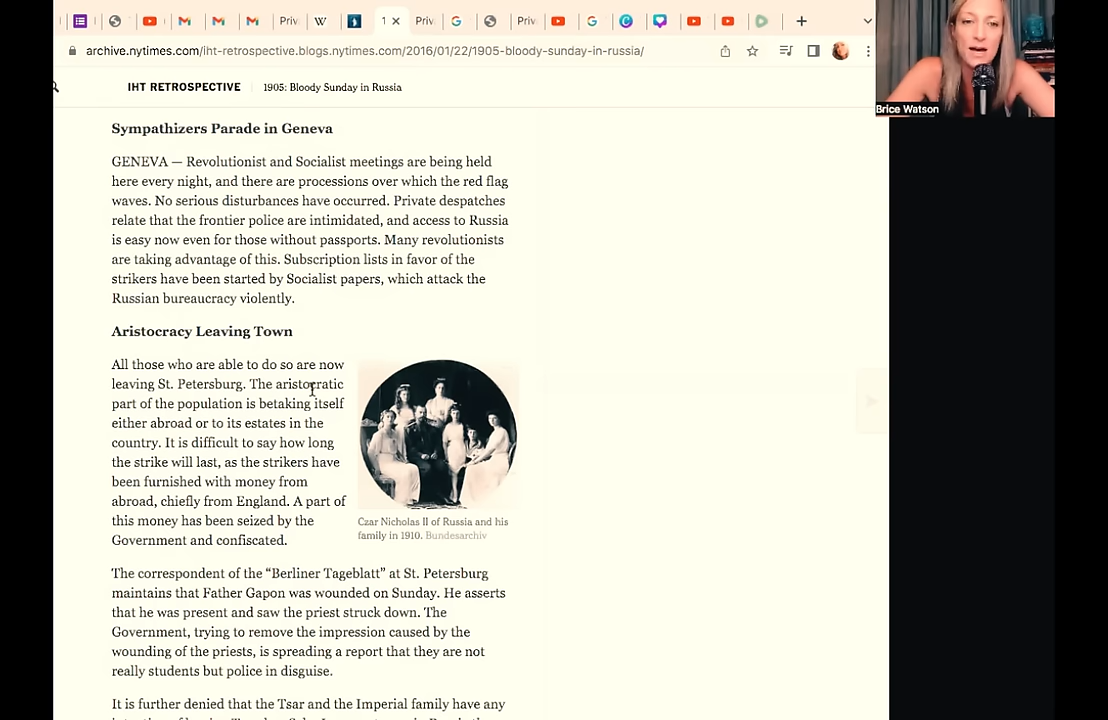 Priv
W
1
Priv
Priv
archive.nytimes.com/iht-retrospective.blogs.nytimes.com/2016/01/22/1905-bloody-sunday-in-russia/
Brice Watson
IHT RETROSPECTIVE
1905: Bloody Sunday in Russia
Sympathizers Parade in Geneva
GENEVA — Revolutionist and Socialist meetings are being held
here every night, and there are processions over which the red flag
waves. No serious disturbances have occurred. Private despatches
relate that the frontier police are intimidated, and access to Russia
is easy now even for those without passports. Many revolutionists
are taking advantage of this. Subscription lists in favor of the
strikers have been started by Socialist papers, which attack the
Russian bureaucracy violently.
Aristocracy Leaving Town
All those who are able to do so are now
leaving St. Petersburg. The aristocratic
part of the population is betaking itself
either abroad or to its estates in the
country. It is difficult to say how long
the strike will last, as the strikers have
been furnished with money from
abroad, chiefly from England. A part of
this money has been seized by the
Government and confiscated.
Czar Nicholas II of Russia and his
family in 1910. Bundesarchiv
The correspondent of the “Berliner Tageblatt” at St. Petersburg
maintains that Father Gapon was wounded on Sunday. He asserts
that he was present and saw the priest struck down. The
Government, trying to remove the impression caused by the
wounding of the priests, is spreading a report that they are not
really students but police in disguise.
It is further denied that the Tsar and the Imperial family have any